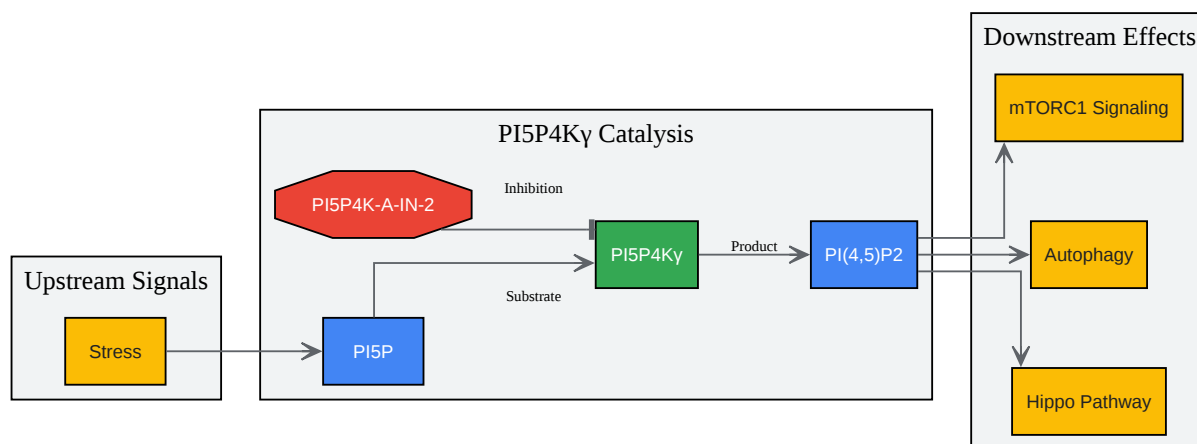 Upstream Signals
Stress
PI5P4Kγ Catalysis
PI5P4K-A-IN-2
Inhibition
PI5P4Kγ
Substrate
PI5P
Product
PI(4,5)P2
Downstream Effects
mTORC1 Signaling
Autophagy
Hippo Pathway